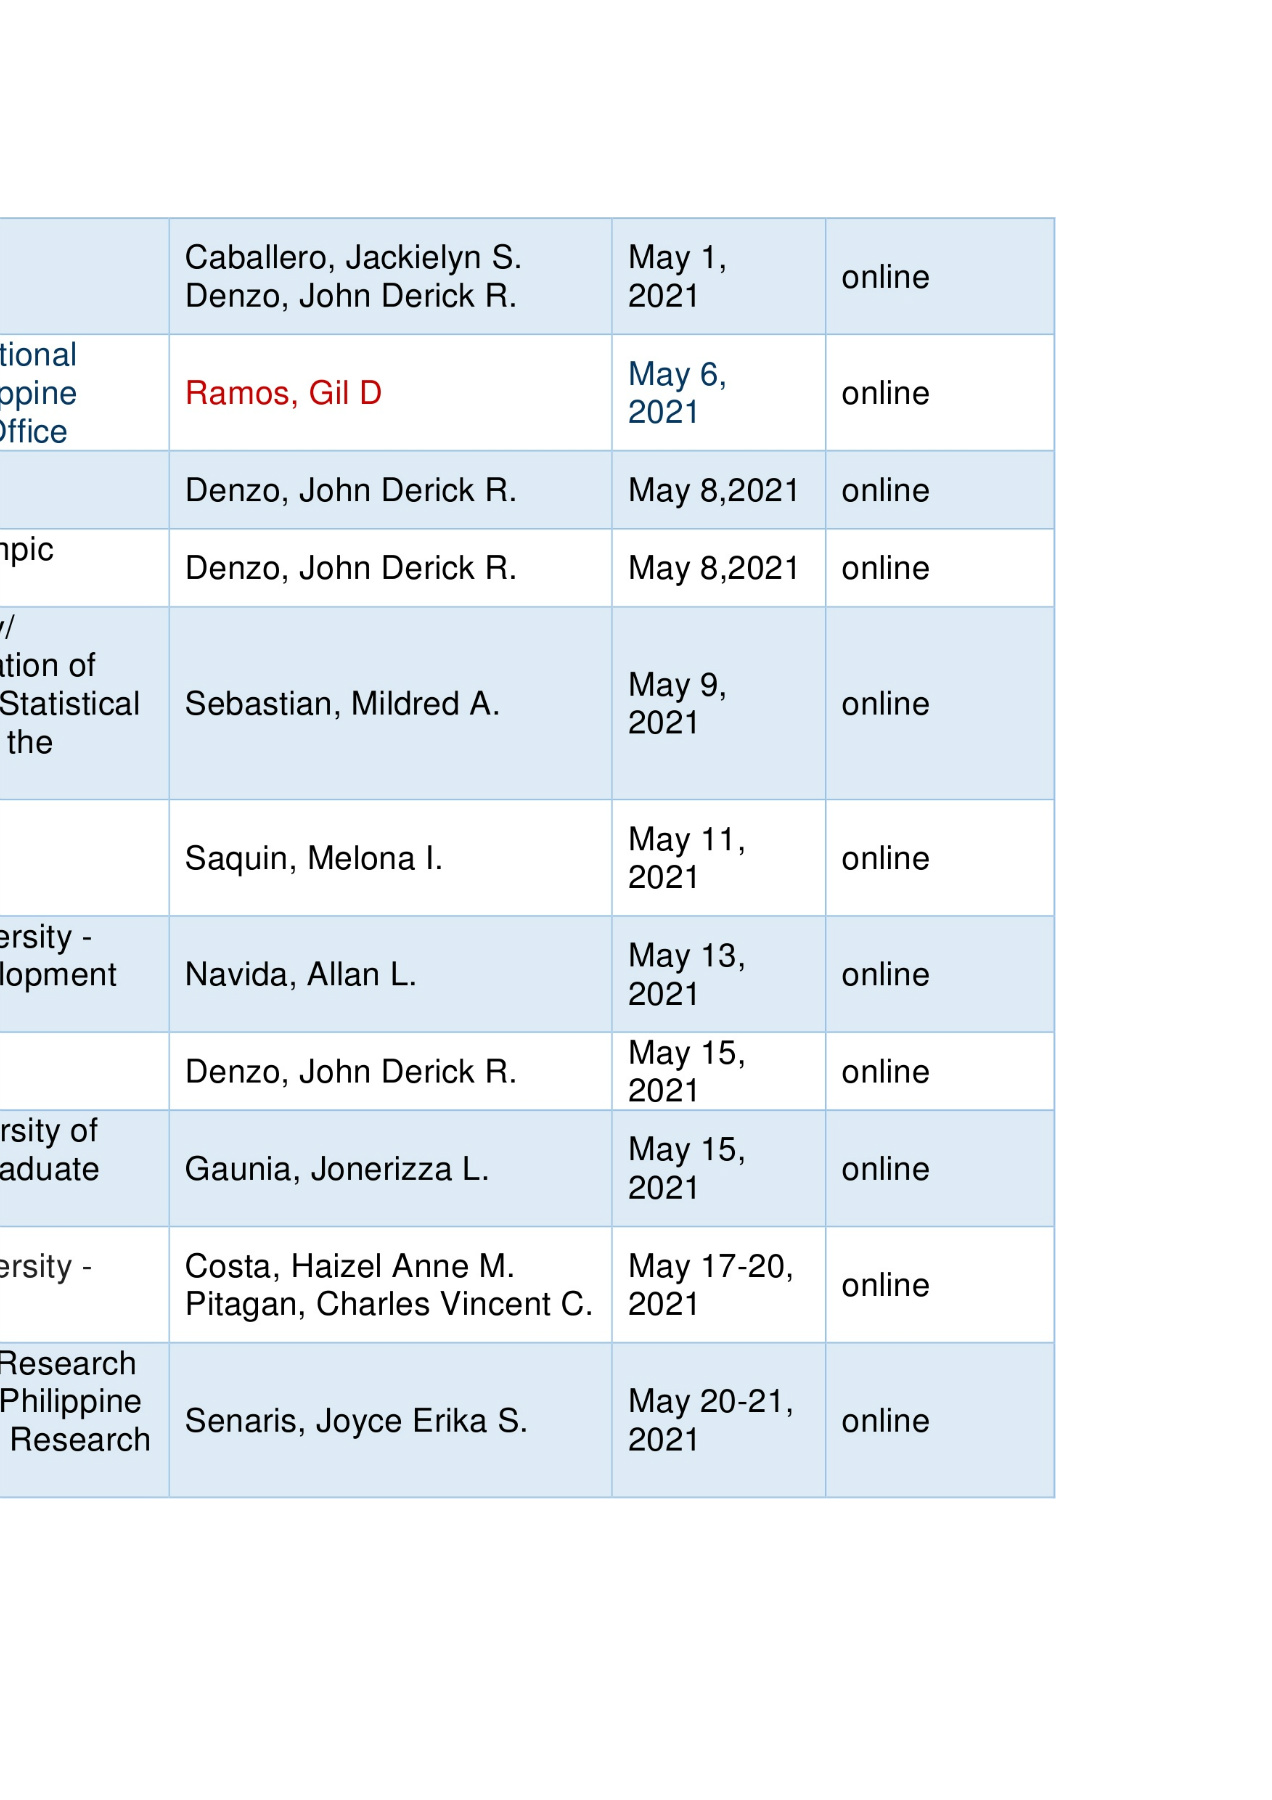 Caballero, Jackielyn S.
Denzo, John Derick R.
May 1,
2021
online
tional
ippine
Office
Ramos, Gil D
May 6,
2021
online
Denzo, John Derick R.
May 8,2021
online
npic
Denzo, John Derick R.
May 8,2021
online
y/
ation of
Statistical
the
Sebastian, Mildred A.
May 9,
2021
online
Saquin, Melona I.
May 11,
2021
online
ersity -
lopment
Navida, Allan L.
May 13,
2021
online
Denzo, John Derick R.
May 15,
2021
online
rsity of
aduate
Gaunia, Jonerizza L.
May 15,
2021
online
ersity -
Costa, Haizel Anne M.
Pitagan, Charles Vincent C.
May 17-20,
2021
online
Research
Philippine
Research
Senaris, Joyce Erika S.
May 20-21,
2021
online